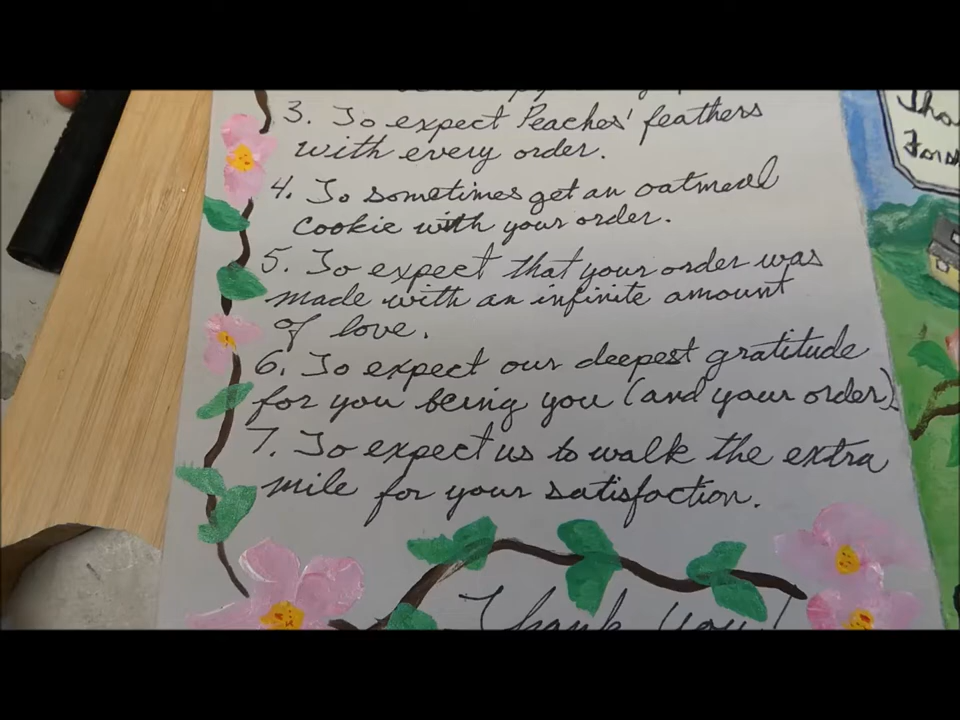 3. To expect Peaches' feathers
with every order.
4. To sometimes get an oatmeal
cookie with your order.
5. To expect that your order was
made with an infinite amount
of love.
6. To expect our deepest gratitude
for you being you (and your order).
7. To expect us to walk the extra
mile for your satisfaction.
Thank You!